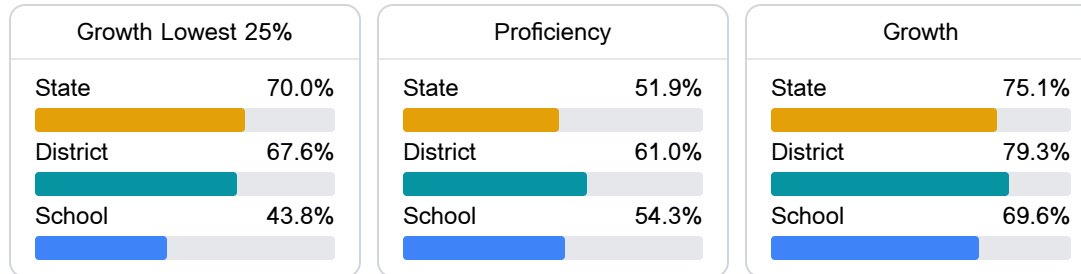 Growth Lowest 25%
State 70.0%
District 67.6%
School 43.8%
Proficiency
State 51.9%
District 61.0%
School 54.3%
Growth
State 75.1%
District 79.3%
School 69.6%